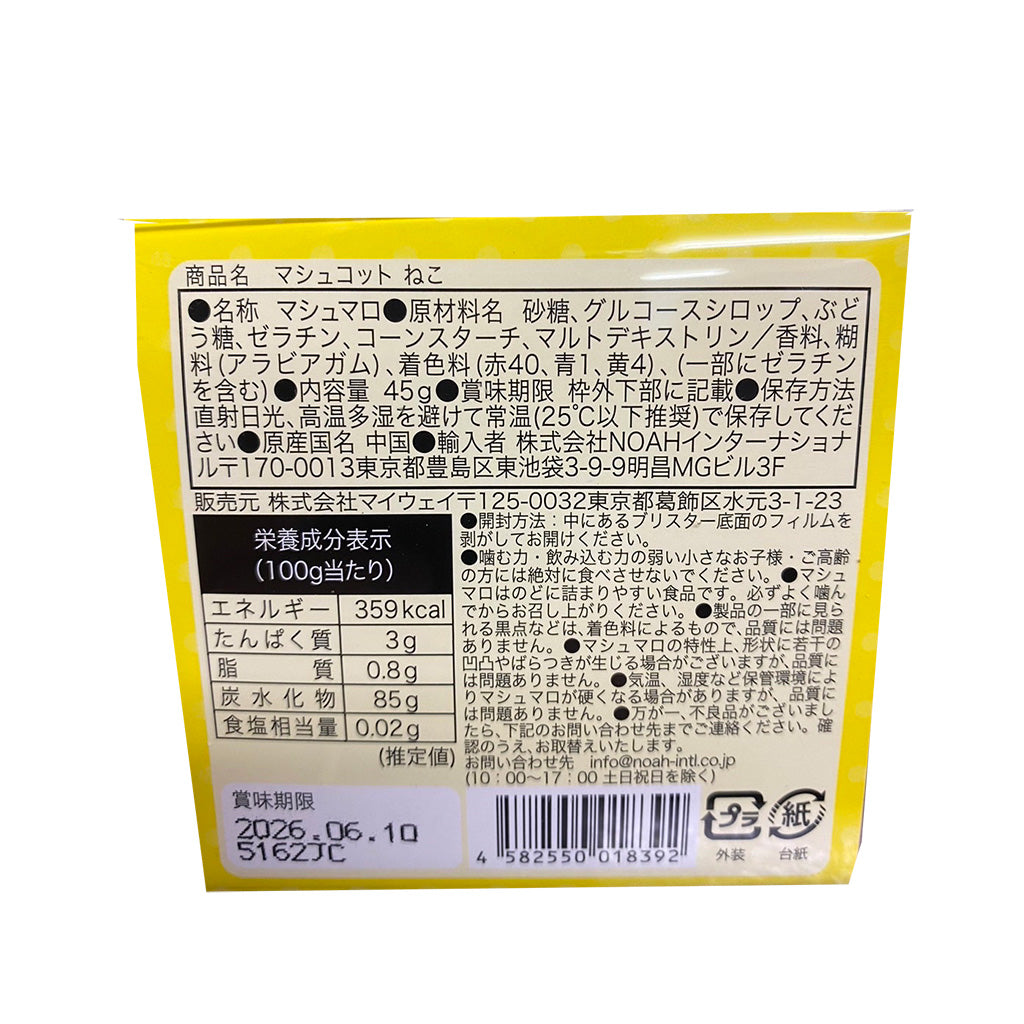 商品名　マシュコット ねこ
●名称 マシュマロ●原材料名 砂糖、グルコースシロップ、ぶど
う糖、ゼラチン、コーンスターチ、マルトデキストリン／香料、糊
料(アラビアガム)、着色料(赤40、青1、黄4)、(一部にゼラチン
を含む)●内容量 45g●賞味期限 枠外下部に記載●保存方法
直射日光、高温多湿を避けて常温(25℃以下推奨)で保存してくだ
さい●原産国名 中国●輸入者 株式会社NOAHインターナショナ
ル〒170-0013東京都豊島区東池袋3-9-9明昌MGビル3F
販売元 株式会社マイウェイ〒125-0032東京都葛飾区水元3-1-23
栄養成分表示
(100g当たり)
エネルギー 359kcal
たんぱく質 3g
脂質 0.8g
炭水化物 85g
食塩相当量 0.02g
(推定値)
●開封方法：中にあるブリスター底面のフィルムを
剥がしてお開けください。
●噛む力・飲み込む力の弱い小さなお子様・ご高齢
の方には絶対に食べさせないでください。●マシュ
マロはのどに詰まりやすい食品です。必ずよく噛ん
でからお召し上がりください。●製品の一部に見ら
れる黒点などは、着色料によるもので、品質には問題
ありません。●マシュマロの特性上、形状に若干の
凹凸やばらつきが生じる場合がございますが、品質に
は問題ありません。●気温、湿度など保管環境によ
りマシュマロが硬くなる場合がありますが、品質に
は問題ありません。●万が一、不良品がございまし
たら、下記のお問い合わせ先までご連絡ください。確
認のうえ、お取替えいたします。
お問い合わせ先　info@noah-intl.co.jp
(10：00〜17：00 土日祝日を除く)
賞味期限
2026.06.10
5162JC
4 582550 018392
プラ
外装
紙
台紙